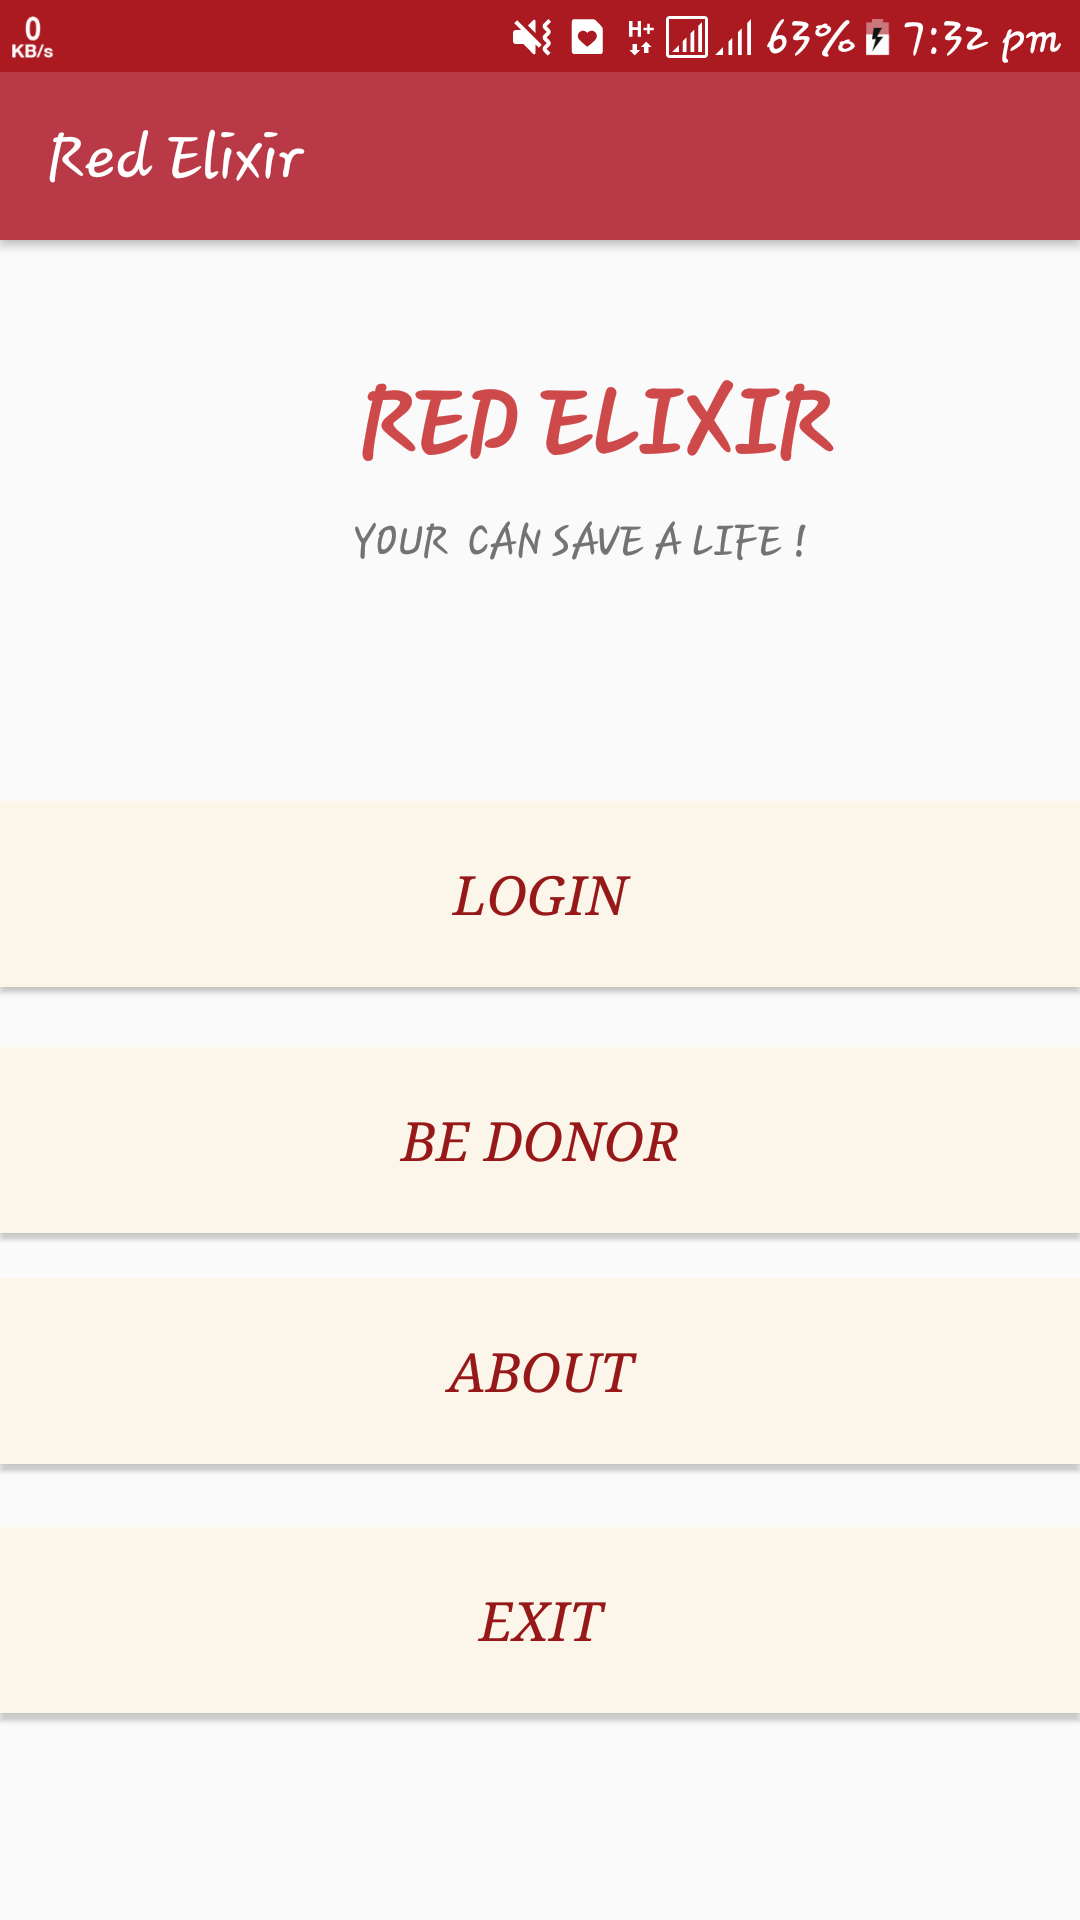 0
KB/s
H+
63% 7:32 pm
Red Elixir
RED ELIXIR
YOUR CAN SAVE A LIFE !
LOGIN
BE DONOR
ABOUT
EXIT